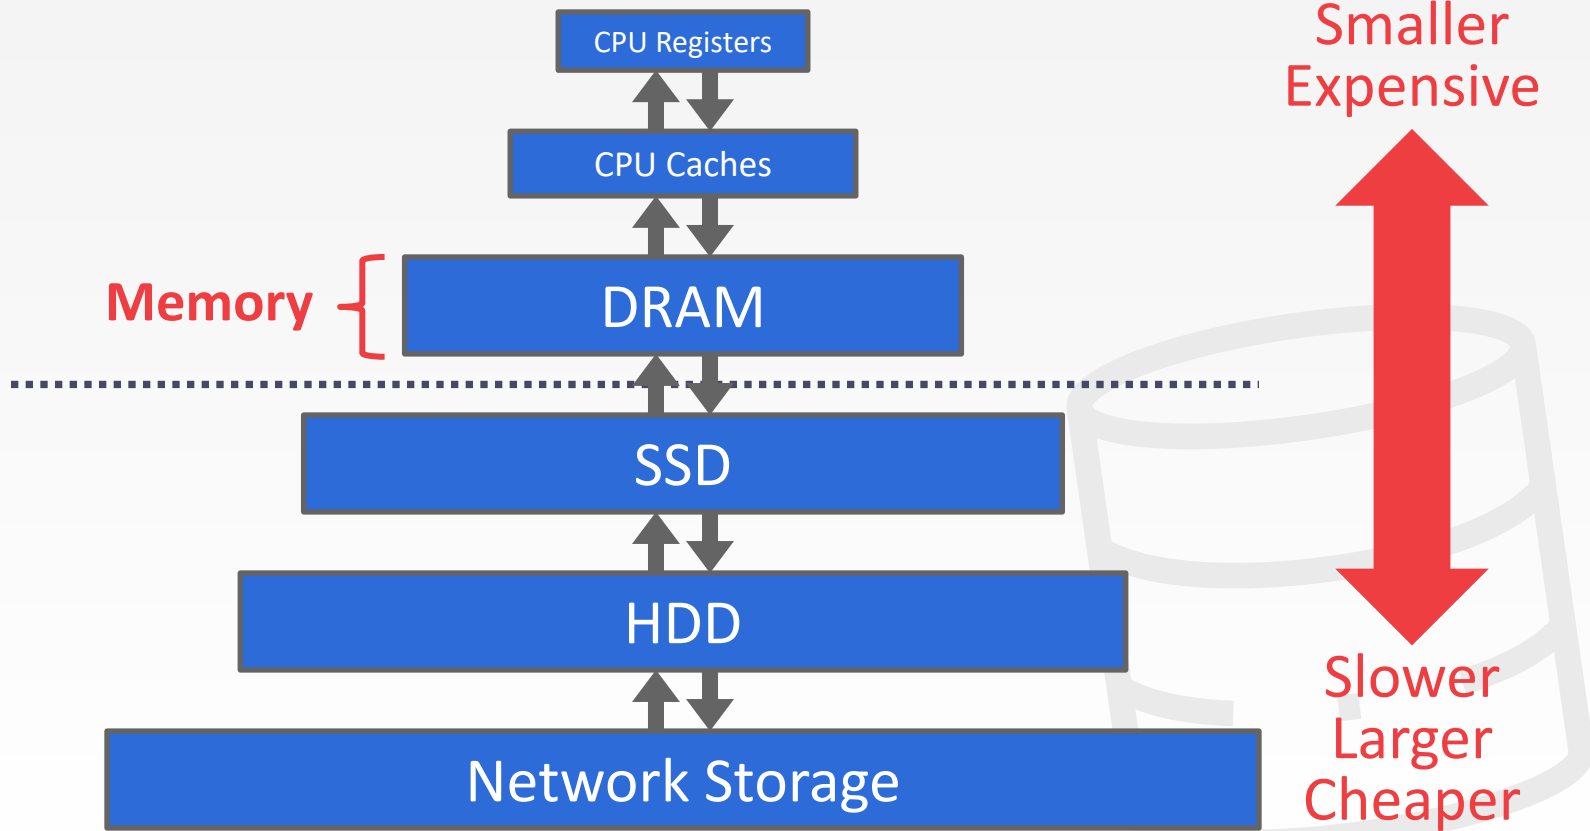 CPU Registers
Smaller
Expensive
CPU Caches
Memory
DRAM
SSD
HDD
Slower
Larger
Cheaper
Network Storage